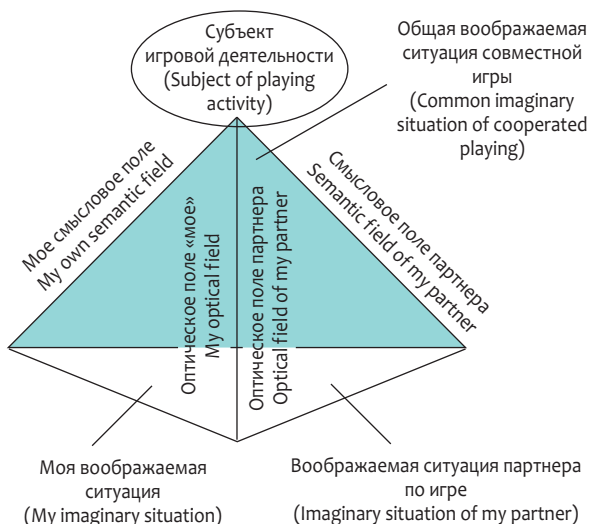 Субъект
игровой деятельности
(Subject of playing
activity)
Общая воображаемая
ситуация совместной
игры
(Common imaginary
situation of cooperated
playing)
Мое смысловое поле
My own semantic field
Смысловое поле партнера
Semantic field of my partner
Оптическое поле «мое»
My optical field
Оптическое поле партнера
Optical field of my partner
Моя воображаемая
ситуация
(My imaginary situation)
Воображаемая ситуация партнера
по игре
(Imaginary situation of my partner)